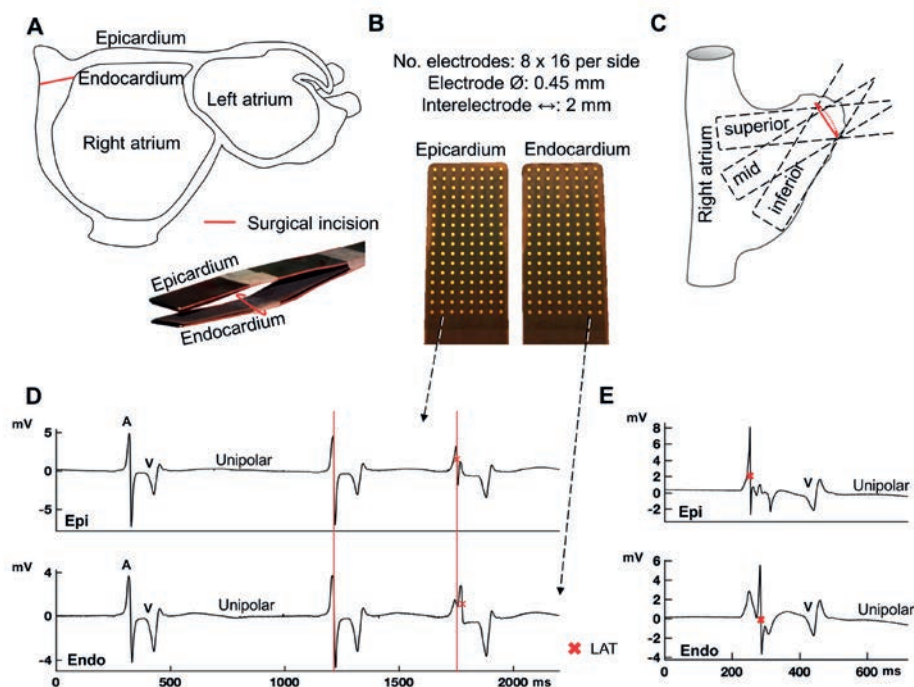 A
Epicardium
Endocardium
Left atrium
Right atrium
Surgical incision
Epicardium
Endocardium
B
No. electrodes: 8 x 16 per side
Electrode Ø: 0.45 mm
Interelectrode ↔: 2 mm
Epicardium Endocardium
C
Right atrium
superior
mid
inferior
D
mV
5
0
-5
A
V
Unipolar
Epi
mV
4
0
-4
A
V
Unipolar
Endo
0 500 1000 1500 2000 ms
LAT
E
mV
8
6
4
2
0
-2
V
Unipolar
Epi
mV
6
4
2
0
-2
-4
V
Unipolar
Endo
0 200 400 600 ms